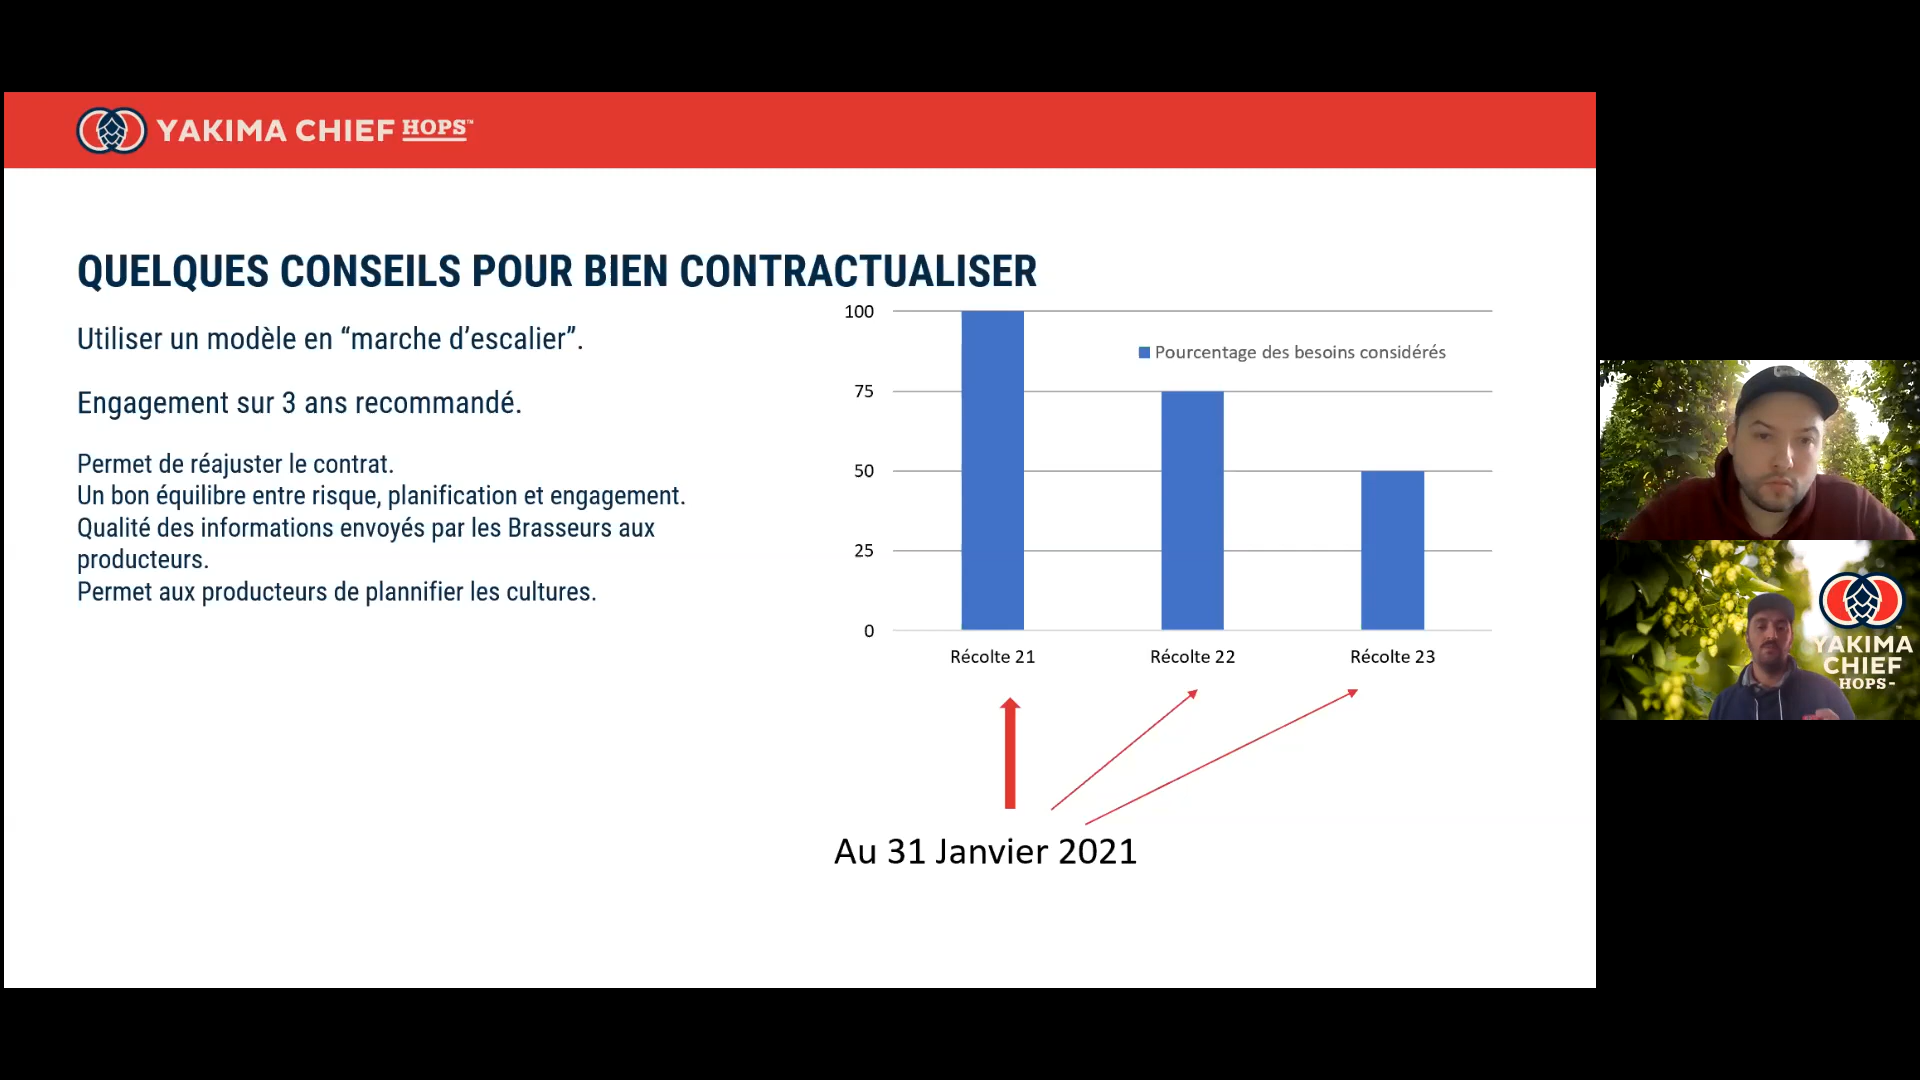 YAKIMA CHIEF HOPS™
QUELQUES CONSEILS POUR BIEN CONTRACTUALISER
Utiliser un modèle en “marche d’escalier”.
Engagement sur 3 ans recommandé.
Permet de réajuster le contrat.
Un bon équilibre entre risque, planification et engagement.
Qualité des informations envoyés par les Brasseurs aux
producteurs.
Permet aux producteurs de plannifier les cultures.
Pourcentage des besoins considérés
100
75
50
25
0
Récolte 21
Récolte 22
Récolte 23
Au 31 Janvier 2021
YAKIMA
CHIEF
HOPS